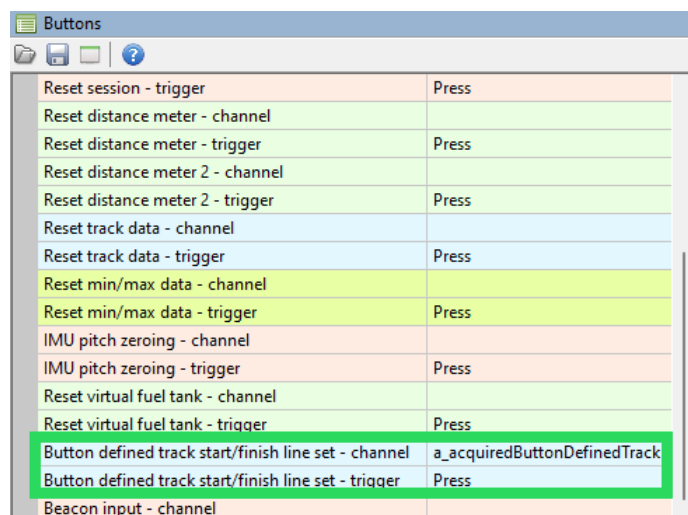 Buttons
Reset session - trigger Press
Reset distance meter - channel
Reset distance meter - trigger Press
Reset distance meter 2 - channel
Reset distance meter 2 - trigger Press
Reset track data - channel
Reset track data - trigger Press
Reset min/max data - channel
Reset min/max data - trigger Press
IMU pitch zeroing - channel
IMU pitch zeroing - trigger Press
Reset virtual fuel tank - channel
Reset virtual fuel tank - trigger Press
Button defined track start/finish line set - channel a_acquiredButtonDefinedTrack
Button defined track start/finish line set - trigger Press
Beacon input - channel